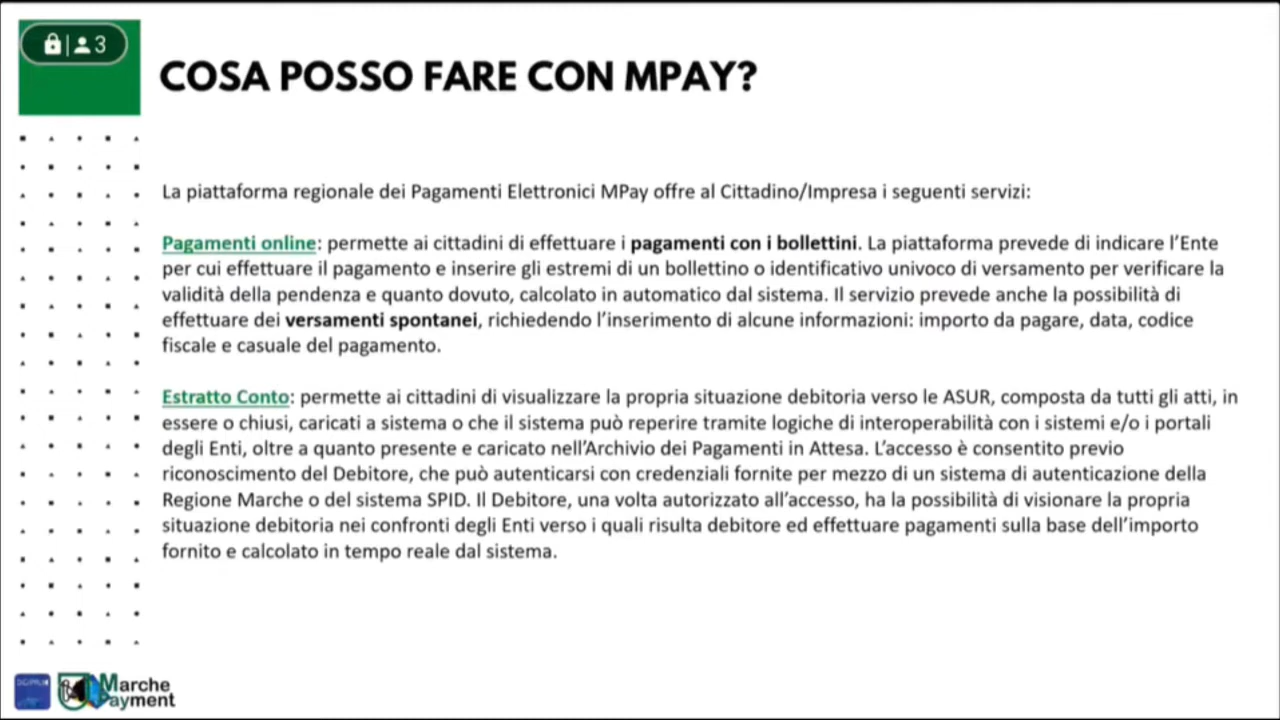 3
COSA POSSO FARE CON MPAY?
La piattaforma regionale dei Pagamenti Elettronici MPay offre al Cittadino/Impresa i seguenti servizi:
Pagamenti online: permette ai cittadini di effettuare i pagamenti con i bollettini. La piattaforma prevede di indicare l'Ente
per cui effettuare il pagamento e inserire gli estremi di un bollettino o identificativo univoco di versamento per verificare la
validità della pendenza e quanto dovuto, calcolato in automatico dal sistema. Il servizio prevede anche la possibilità di
effettuare dei versamenti spontanei, richiedendo l'inserimento di alcune informazioni: importo da pagare, data, codice
fiscale e casuale del pagamento.
Estratto Conto: permette ai cittadini di visualizzare la propria situazione debitoria verso le ASUR, composta da tutti gli atti, in
essere o chiusi, caricati a sistema o che il sistema può reperire tramite logiche di interoperabilità con i sistemi e/o i portali
degli Enti, oltre a quanto presente e caricato nell'Archivio dei Pagamenti in Attesa. L'accesso è consentito previo
riconoscimento del Debitore, che può autenticarsi con credenziali fornite per mezzo di un sistema di autenticazione della
Regione Marche o del sistema SPID. Il Debitore, una volta autorizzato all'accesso, ha la possibilità di visionare la propria
situazione debitoria nei confronti degli Enti verso i quali risulta debitore ed effettuare pagamenti sulla base dell'importo
fornito e calcolato in tempo reale dal sistema.
Marche
Payment